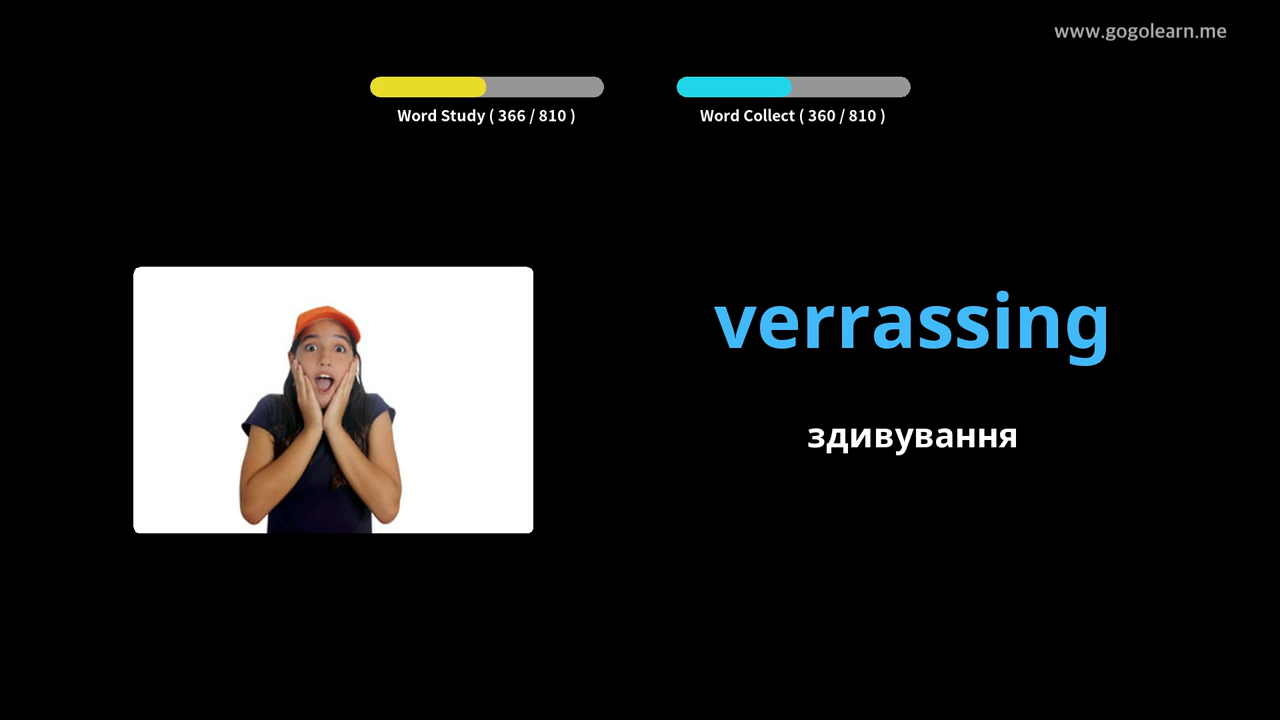 www.gogolearn.me
Word Study ( 366 / 810 )
Word Collect ( 360 / 810 )
verrassing
здивування